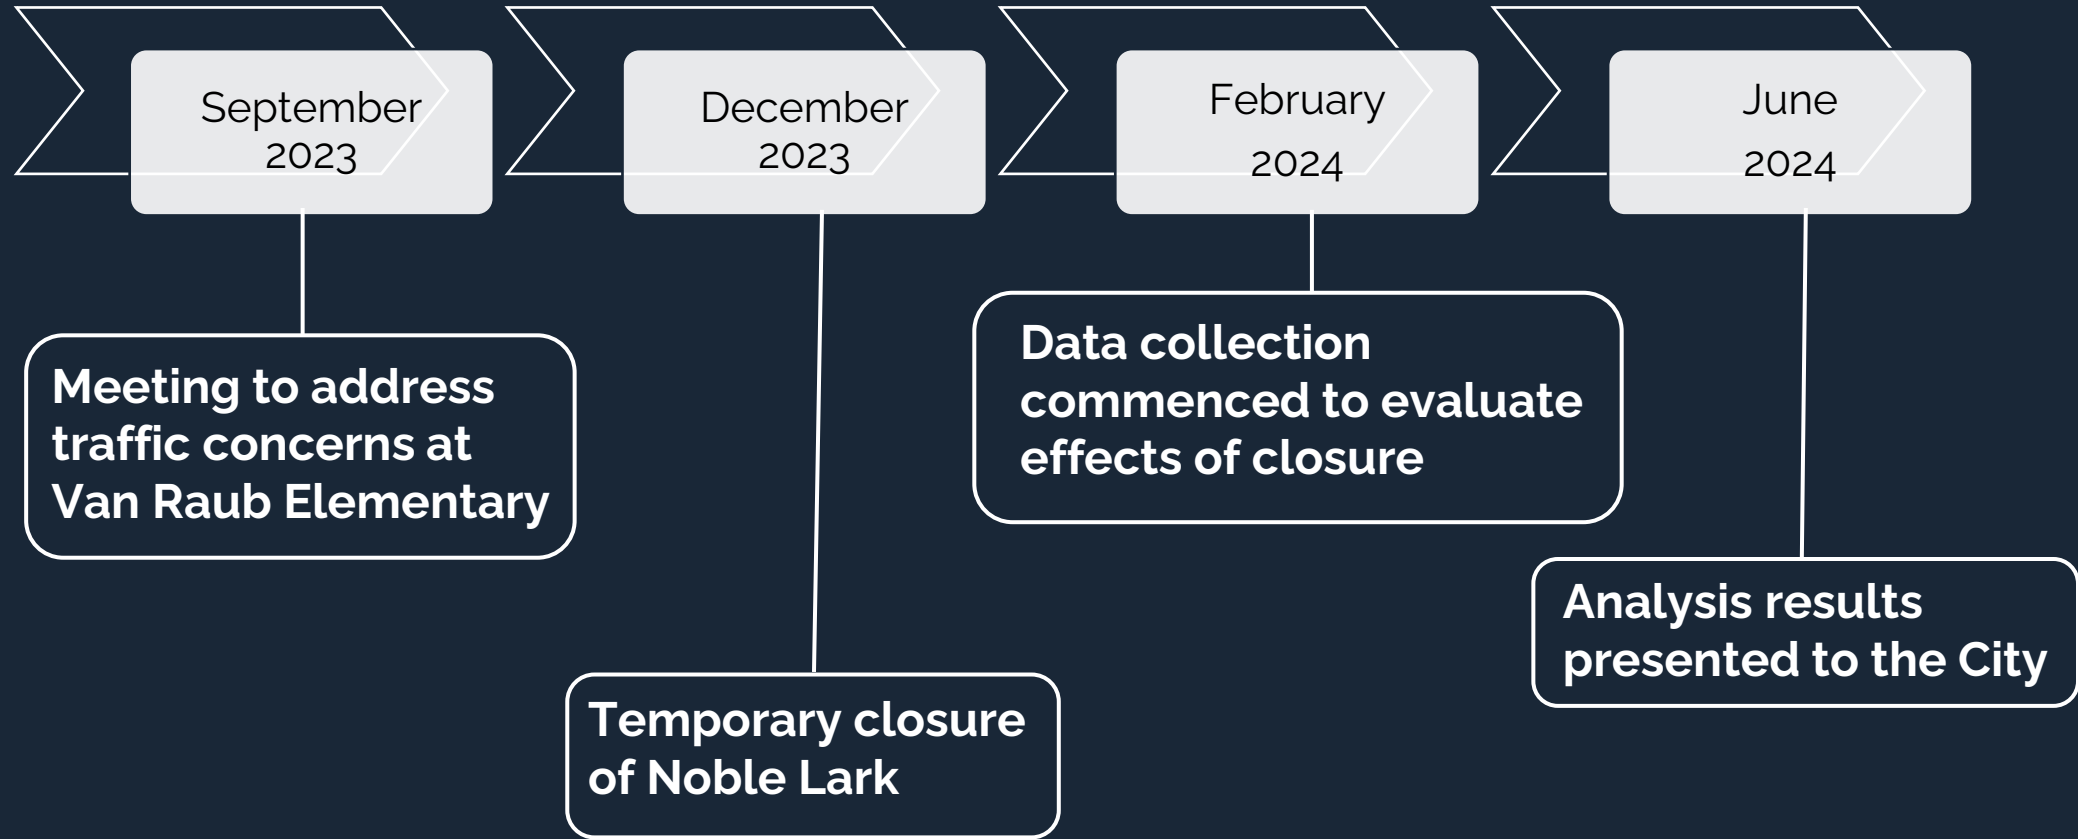 September
2023
December
2023
February
2024
June
2024
Meeting to address
traffic concerns at
Van Raub Elementary
Temporary closure
of Noble Lark
Data collection
commenced to evaluate
effects of closure
Analysis results
presented to the City